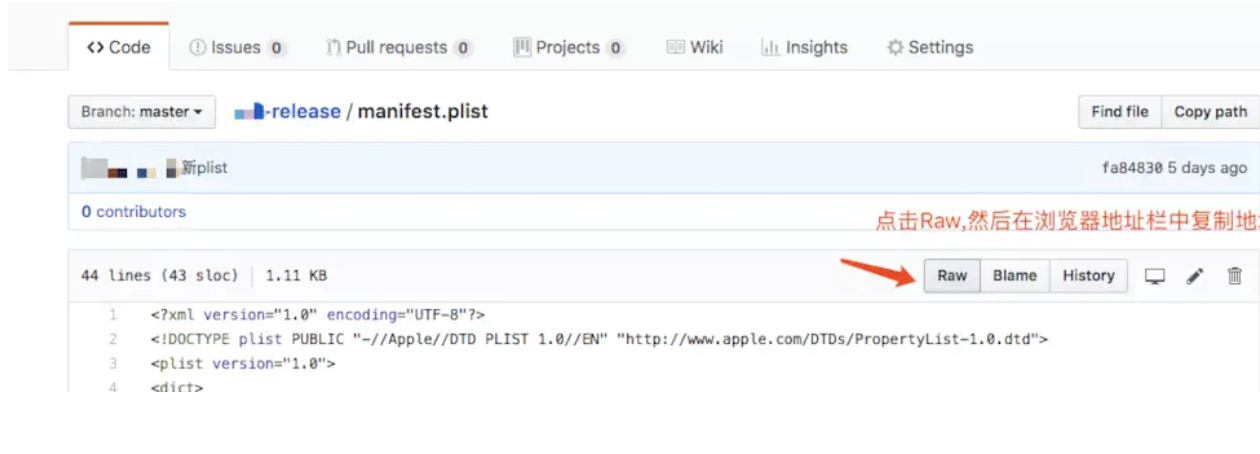 <> Code Issues 0 Pull requests 0 Projects 0 Wiki Insights Settings
Branch: master -release / manifest.plist Find file Copy path
新plist fa84830 5 days ago
0 contributors
点击Raw,然后在浏览器地址栏中复制地
44 lines (43 sloc) 1.11 KB Raw Blame History
1 <?xml version="1.0" encoding="UTF-8"?>
2 <!DOCTYPE plist PUBLIC "-//Apple//DTD PLIST 1.0//EN" "http://www.apple.com/DTDs/PropertyList-1.0.dtd">
3 <plist version="1.0">
4 <dict>